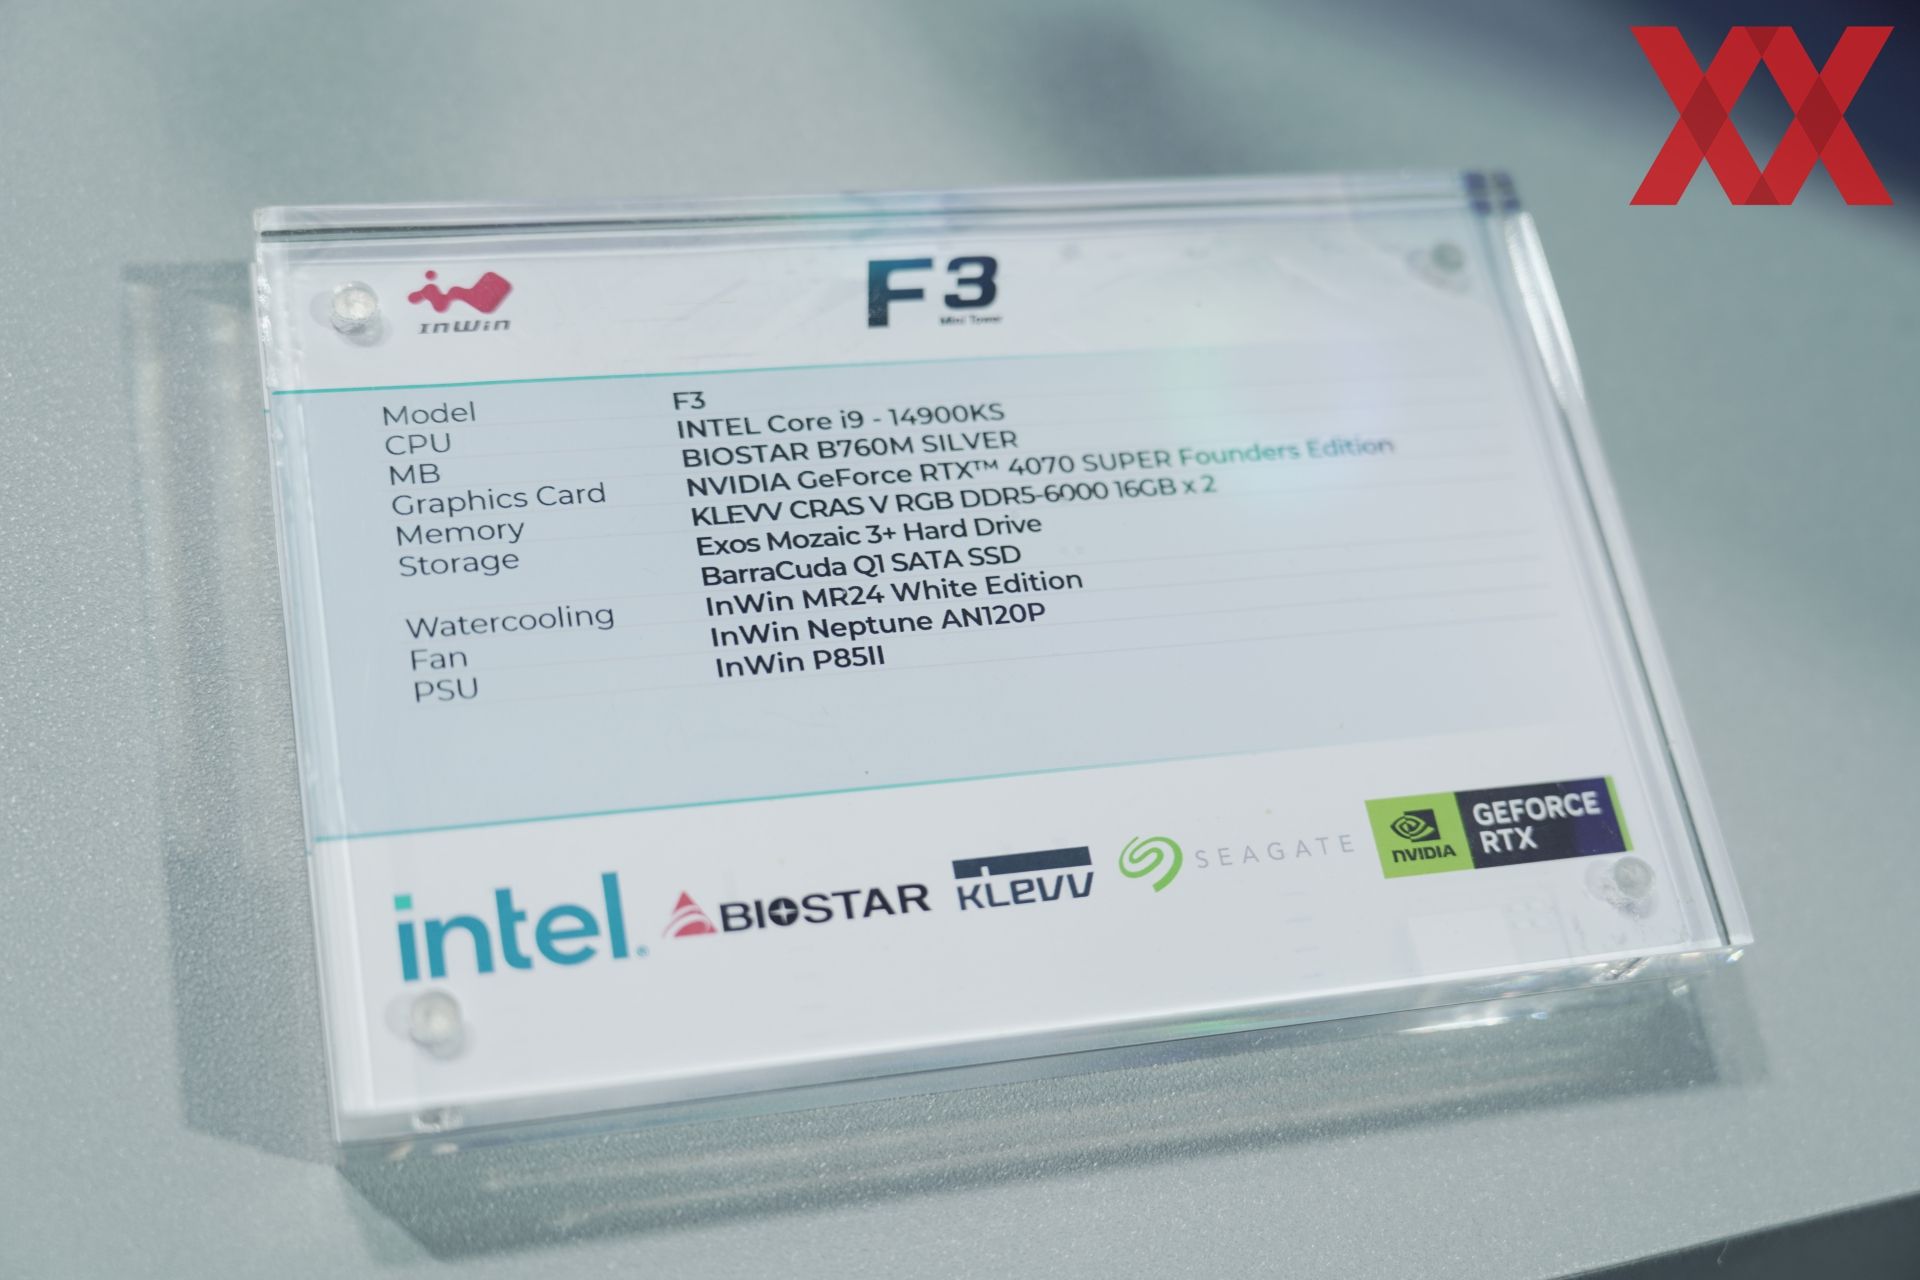 InWin
F3
Mini Tower
Model F3
CPU INTEL Core i9 - 14900KS
MB BIOSTAR B760M SILVER
Graphics Card NVIDIA GeForce RTX™ 4070 SUPER Founders Edition
Memory KLEVV CRAS V RGB DDR5-6000 16GB x 2
Storage Exos Mozaic 3+ Hard Drive
BarraCuda Q1 SATA SSD
Watercooling InWin MR24 White Edition
Fan InWin Neptune AN120P
PSU InWin P85II
intel®
BIOSTAR
KLEVV
SEAGATE
NVIDIA
GEFORCE
RTX